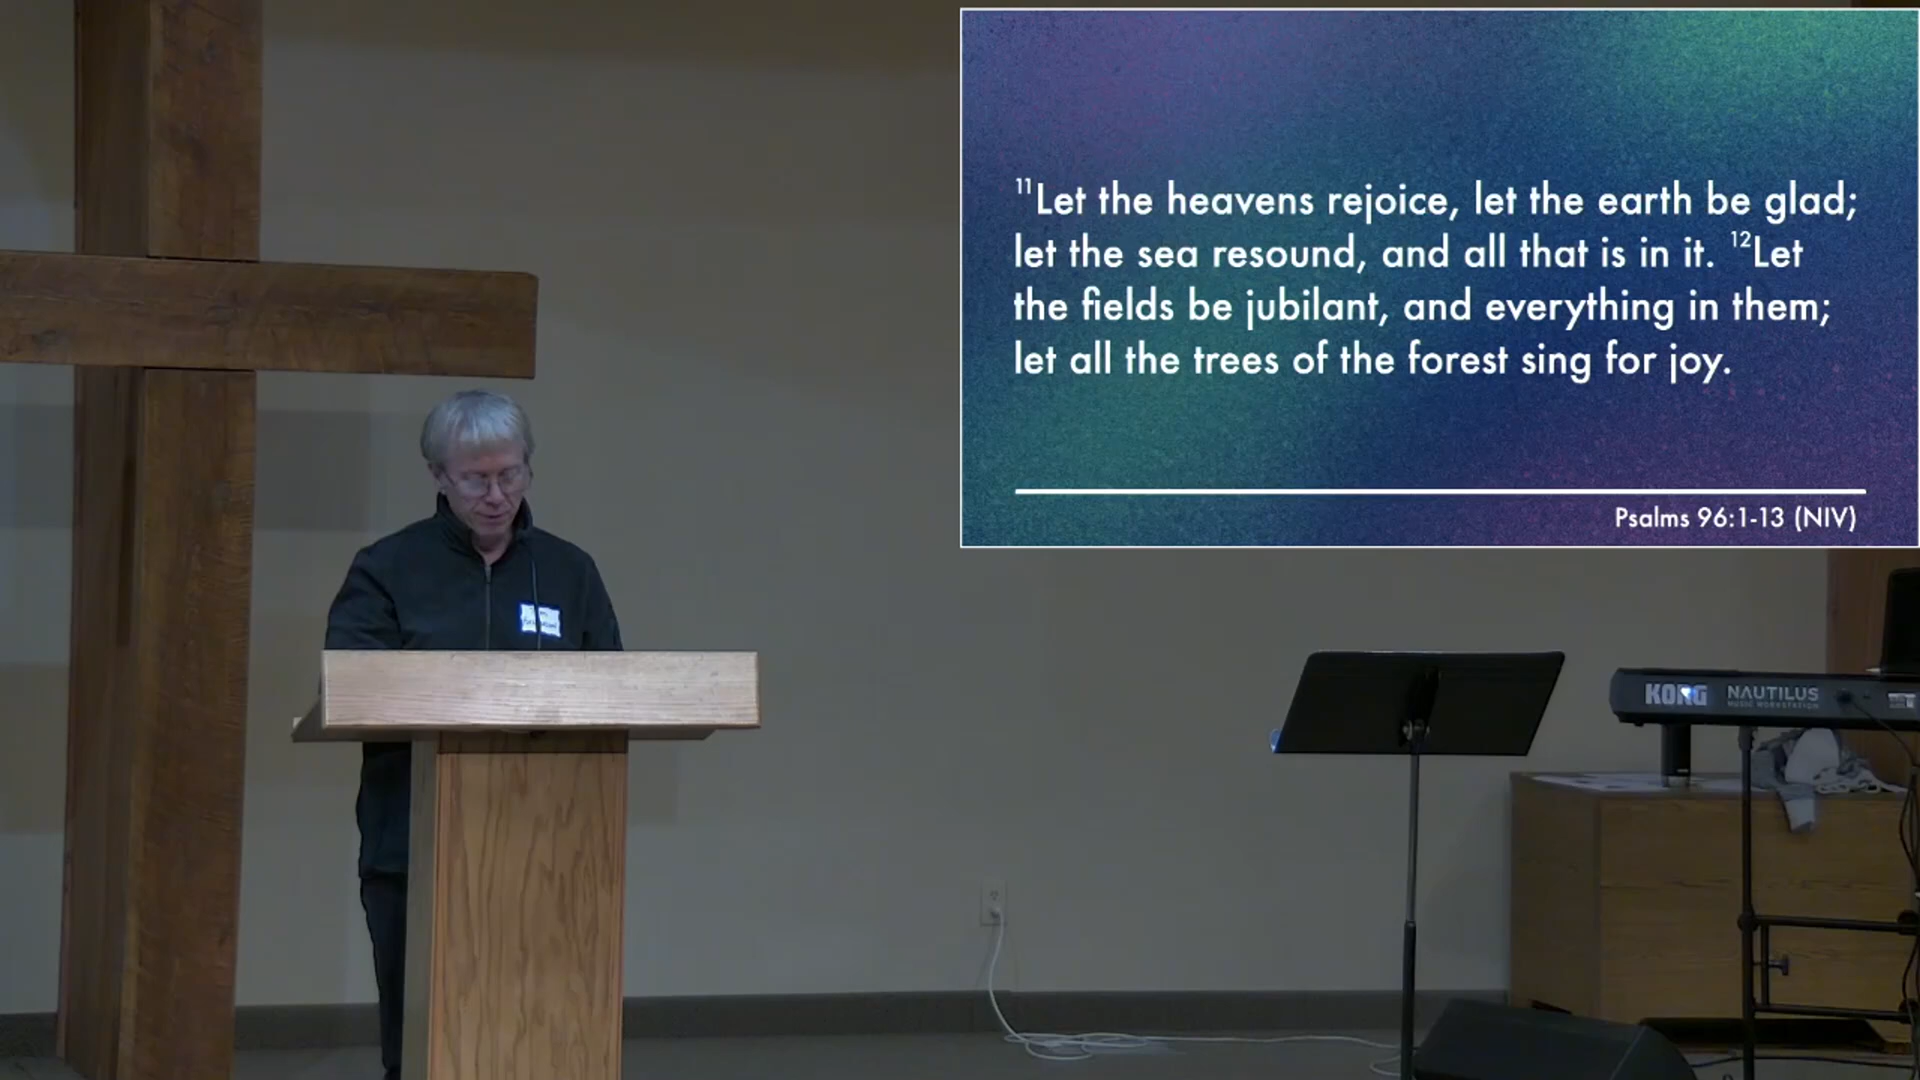 ¹¹Let the heavens rejoice, let the earth be glad;
let the sea resound, and all that is in it. ¹²Let
the fields be jubilant, and everything in them;
let all the trees of the forest sing for joy.
Psalms 96:1-13 (NIV)
KORG NAUTILUS
MUSIC WORKSTATION